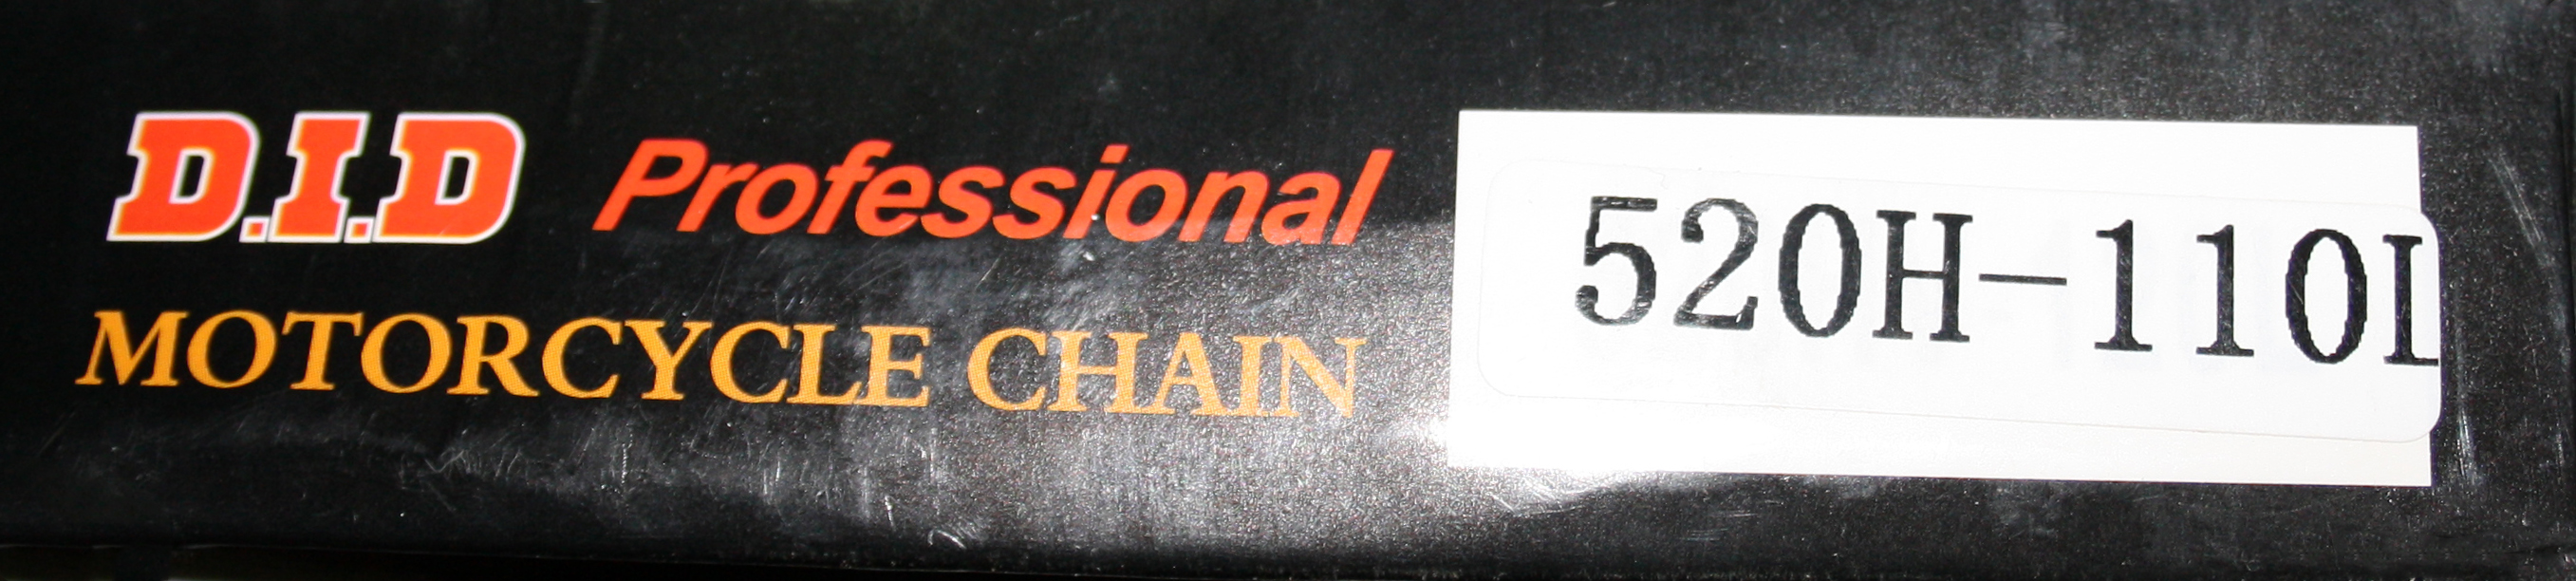 D.I.D Professional
MOTORCYCLE CHAIN
520H-110L